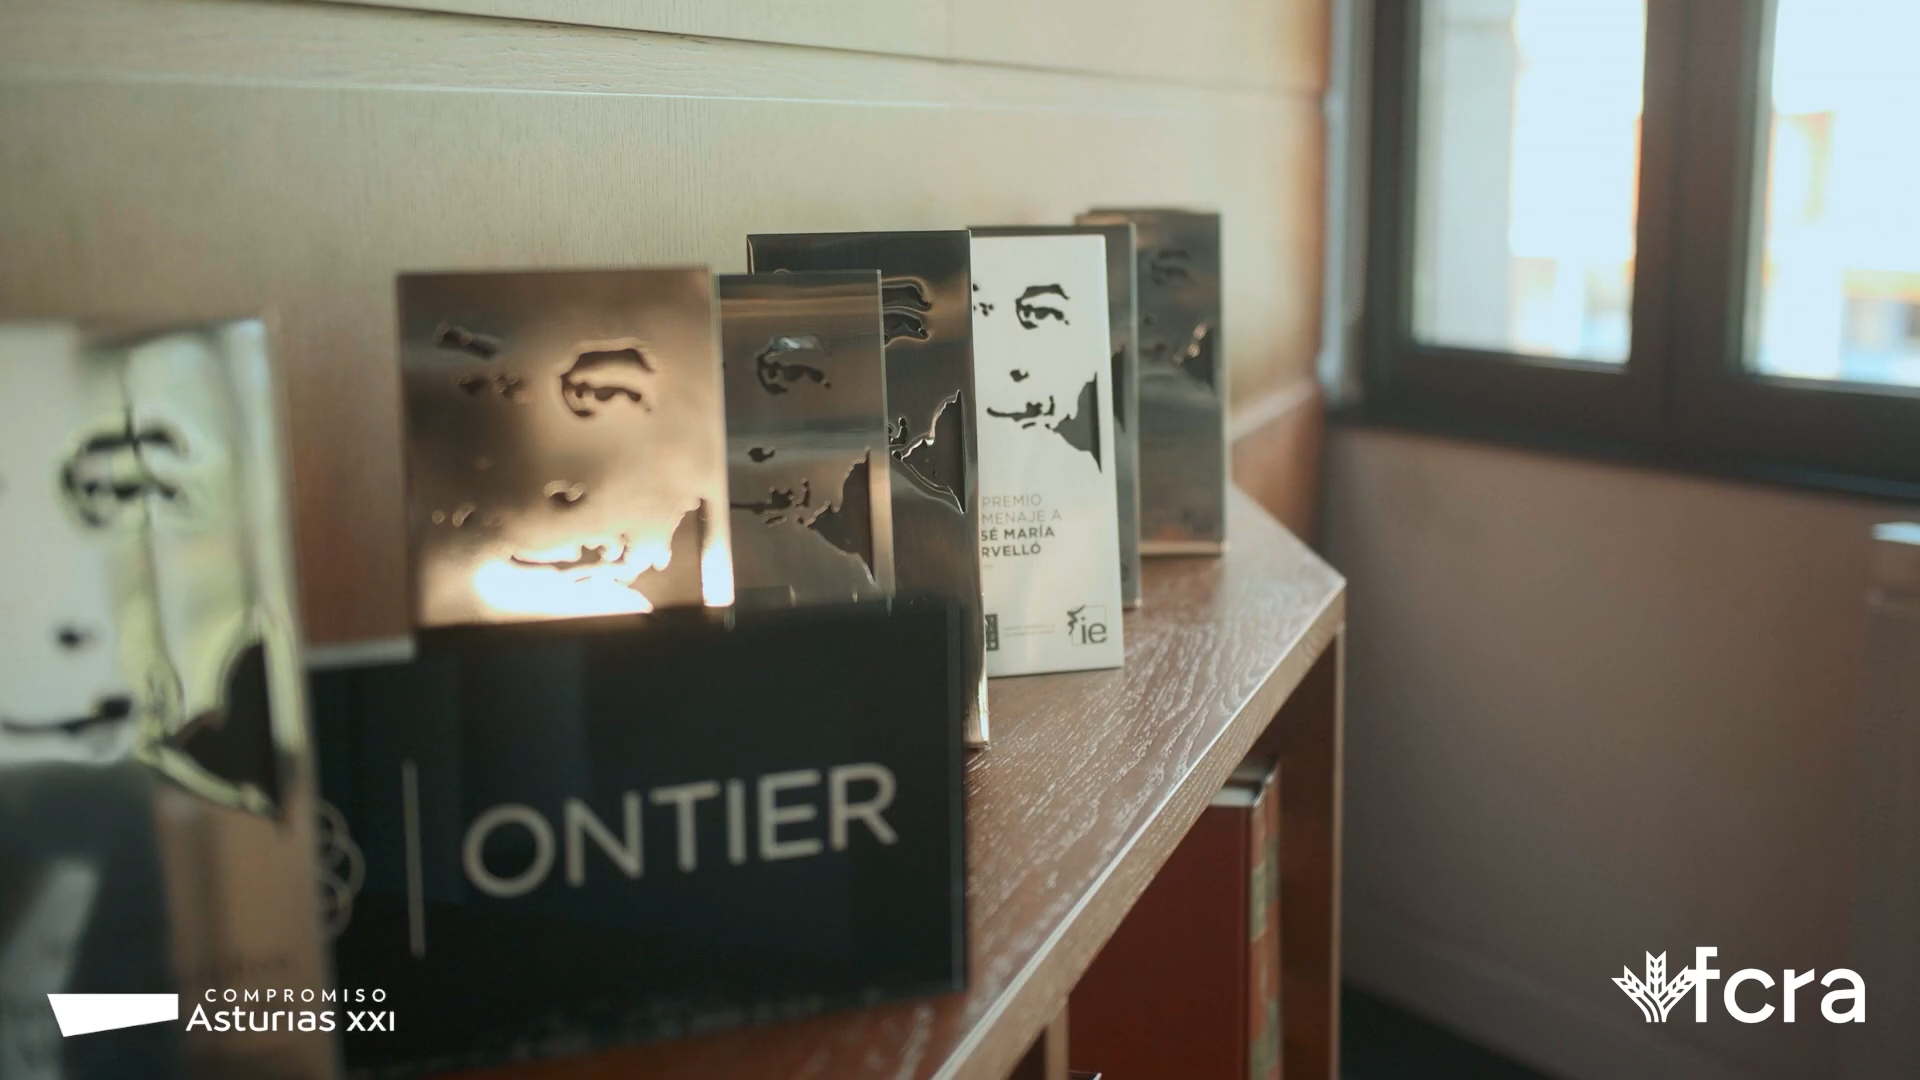 PREMIO
MENAJE A
SÉ MARÍA
RVELLÓ
ie
ONTIER
COMPROMISO
Asturias XXI
fcra